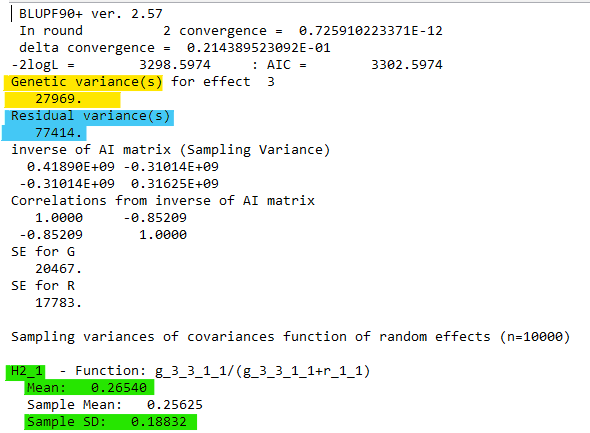 BLUPF90+ ver. 2.57
In round 2 convergence = 0.725910223371E-12
delta convergence = 0.214389523092E-01
-2logL = 3298.5974 : AIC = 3302.5974
Genetic variance(s) for effect 3
27969.
Residual variance(s)
77414.
inverse of AI matrix (Sampling Variance)
0.41890E+09 -0.31014E+09
-0.31014E+09 0.31625E+09
Correlations from inverse of AI matrix
1.0000 -0.85209
-0.85209 1.0000
SE for G
20467.
SE for R
17783.
Sampling variances of covariances function of random effects (n=10000)
H2_1 - Function: g_3_3_1_1/(g_3_3_1_1+r_1_1)
Mean: 0.26540
Sample Mean: 0.25625
Sample SD: 0.18832